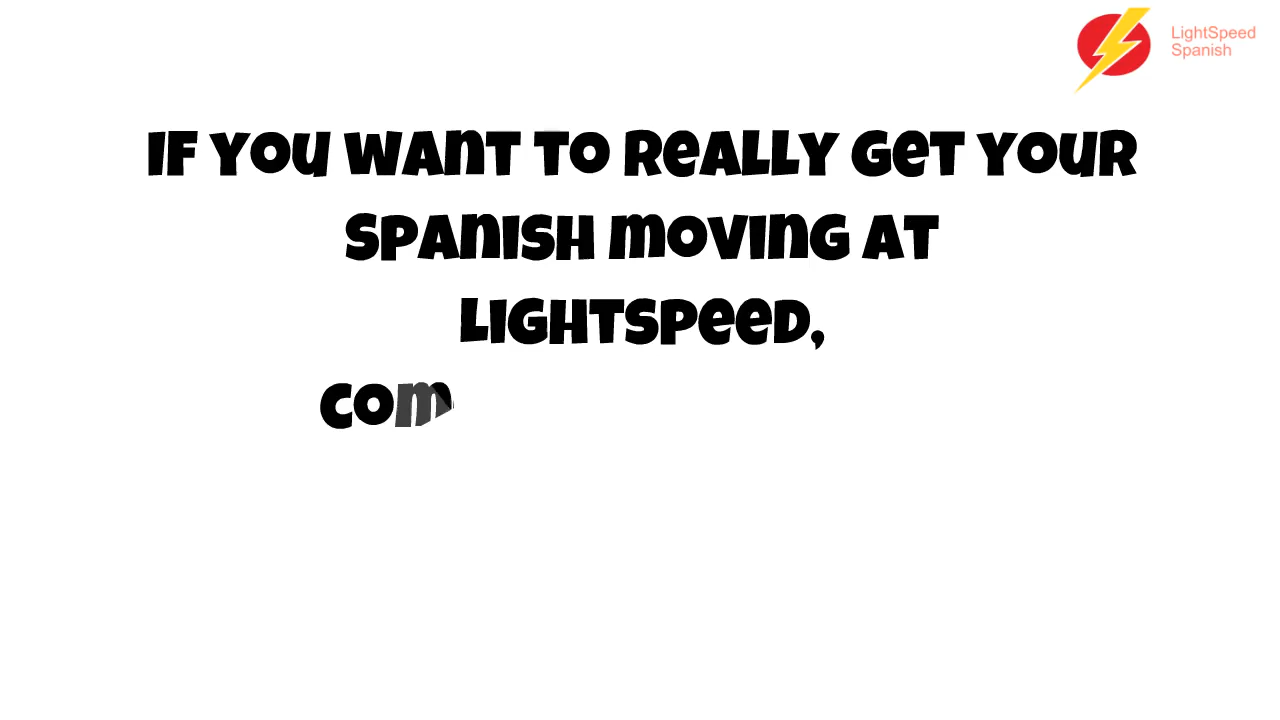 LightSpeed
Spanish
If you want to really get your
Spanish moving at
Lightspeed,
com